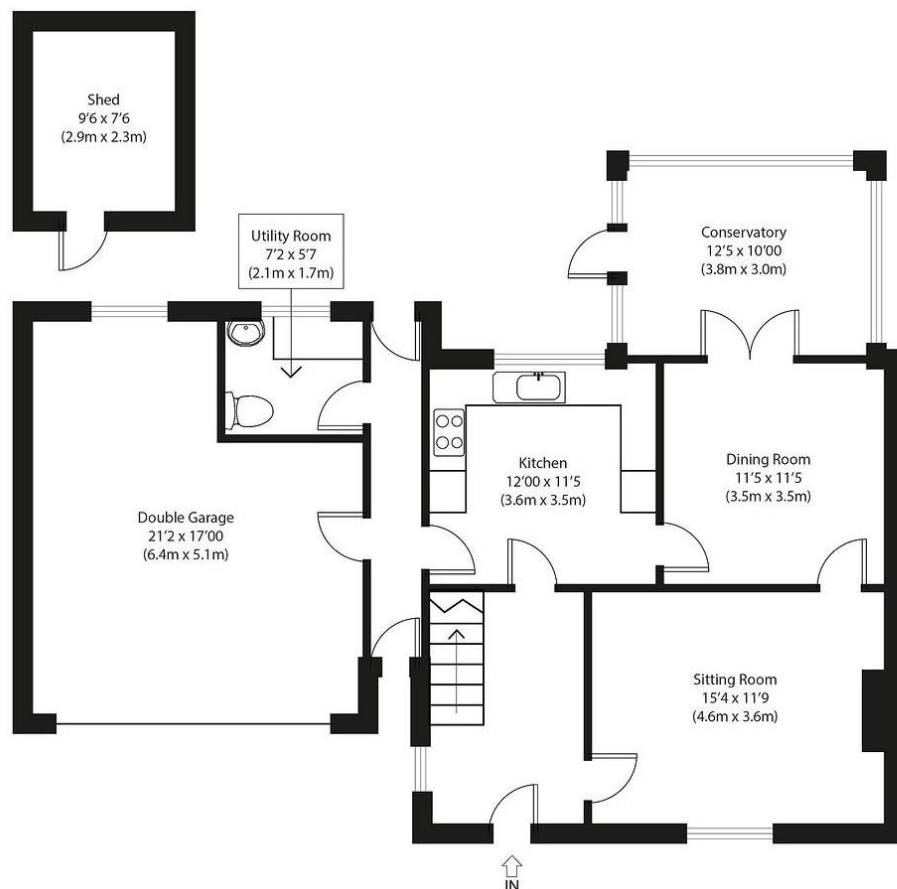 Shed
9'6 x 7'6
(2.9m x 2.3m)
Utility Room
7'2 x 5'7
(2.1m x 1.7m)
Conservatory
12'5 x 10'00
(3.8m x 3.0m)
Double Garage
21'2 x 17'00
(6.4m x 5.1m)
Kitchen
12'00 x 11'5
(3.6m x 3.5m)
Dining Room
11'5 x 11'5
(3.5m x 3.5m)
Sitting Room
15'4 x 11'9
(4.6m x 3.6m)
IN